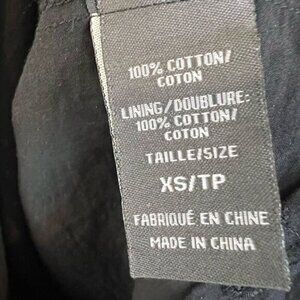 100% COTTON/
COTON
LINING/DOUBLURE:
100% COTTON/
COTON
TAILLE/SIZE
XS/TP
FABRIQUÉ EN CHINE
MADE IN CHINA